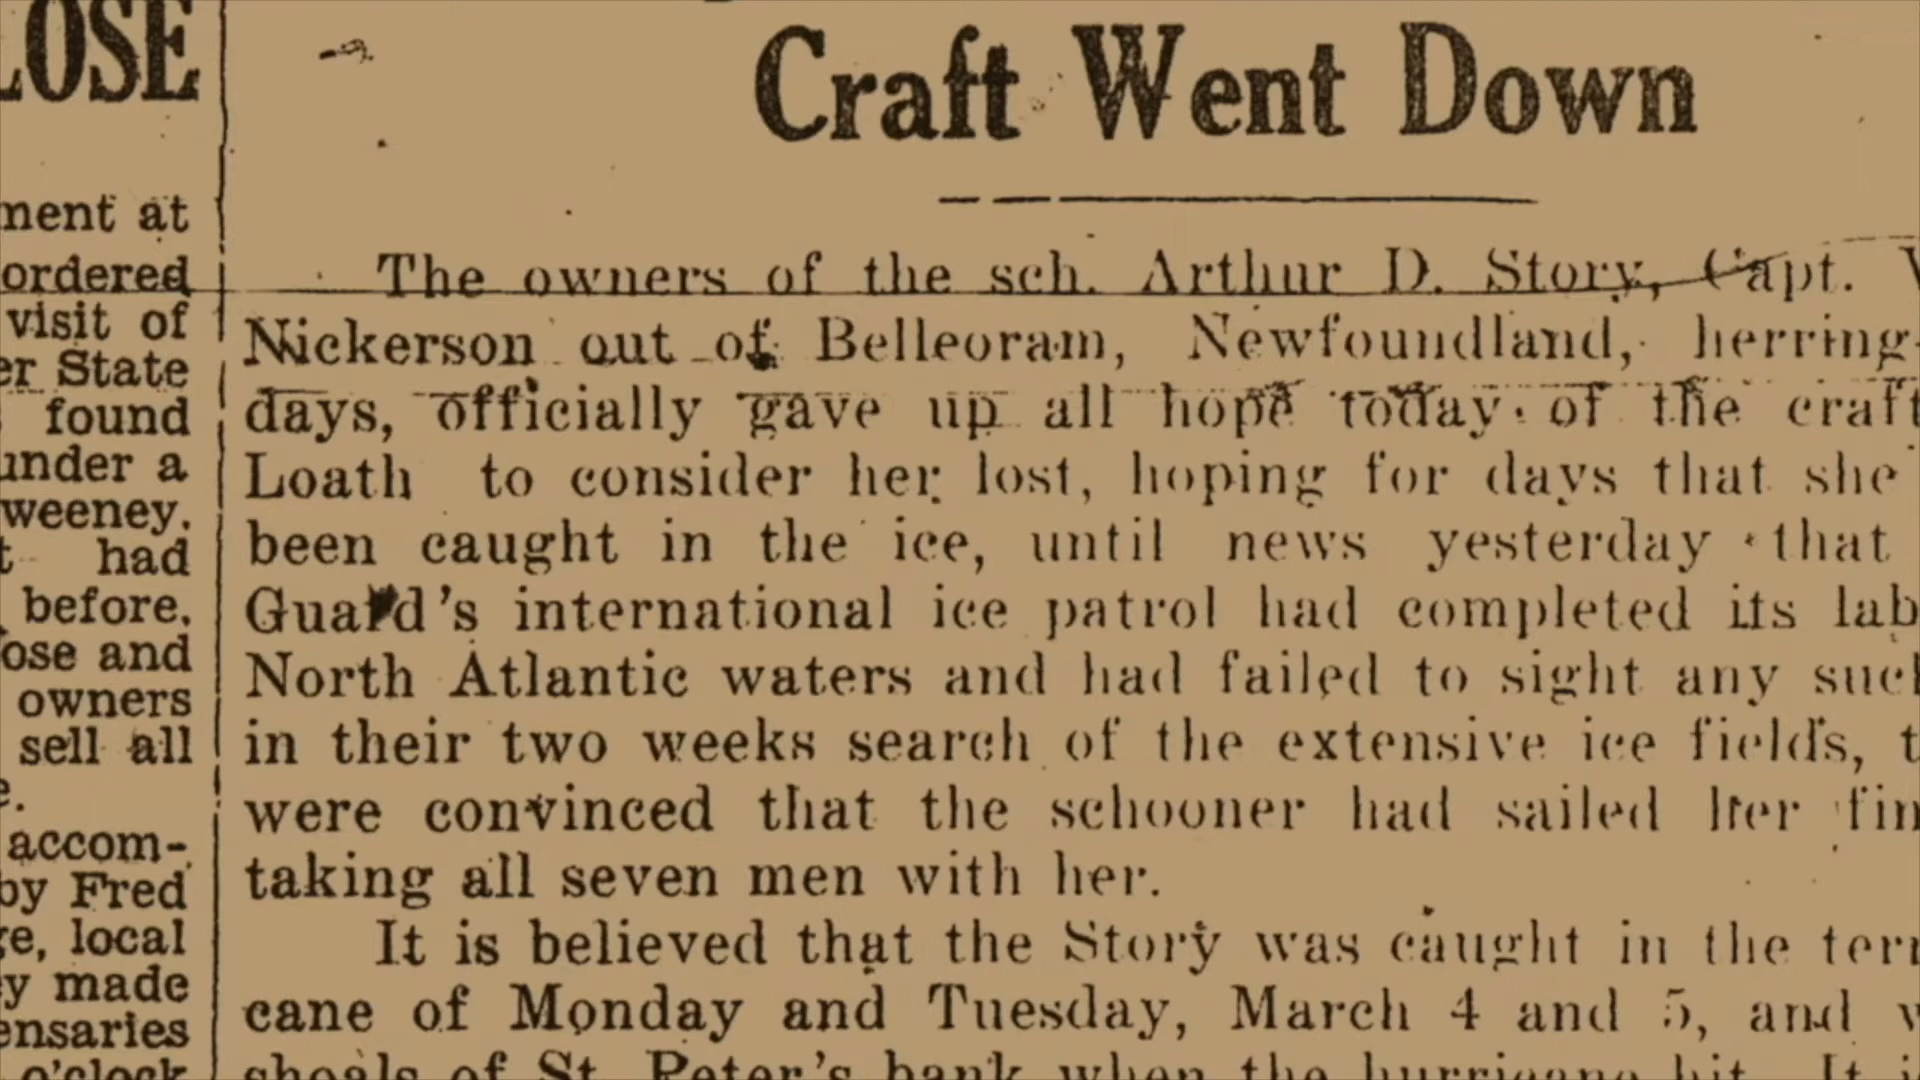 LOSE
ment at
ordered
visit of
er State
found
under a
weeney.
t had
before.
ose and
owners
sell all
e.
accom-
by Fred
ge, local
y made
ensaries
o'clock
Craft Went Down
The owners of the sch. Arthur D. Story, Capt.
Nickerson out of Belleoram, Newfoundland, herring-
days, officially gave up all hope today of the craft
Loath to consider her lost, hoping for days that she
been caught in the ice, until news yesterday that
Guard's international ice patrol had completed its lab
North Atlantic waters and had failed to sight any such
in their two weeks search of the extensive ice fields, t
were convinced that the schooner had sailed her fin
taking all seven men with her.
It is believed that the Story was caught in the terr
cane of Monday and Tuesday, March 4 and 5, and w
shoals of St. Peter's bank when the hurricane hit. It i